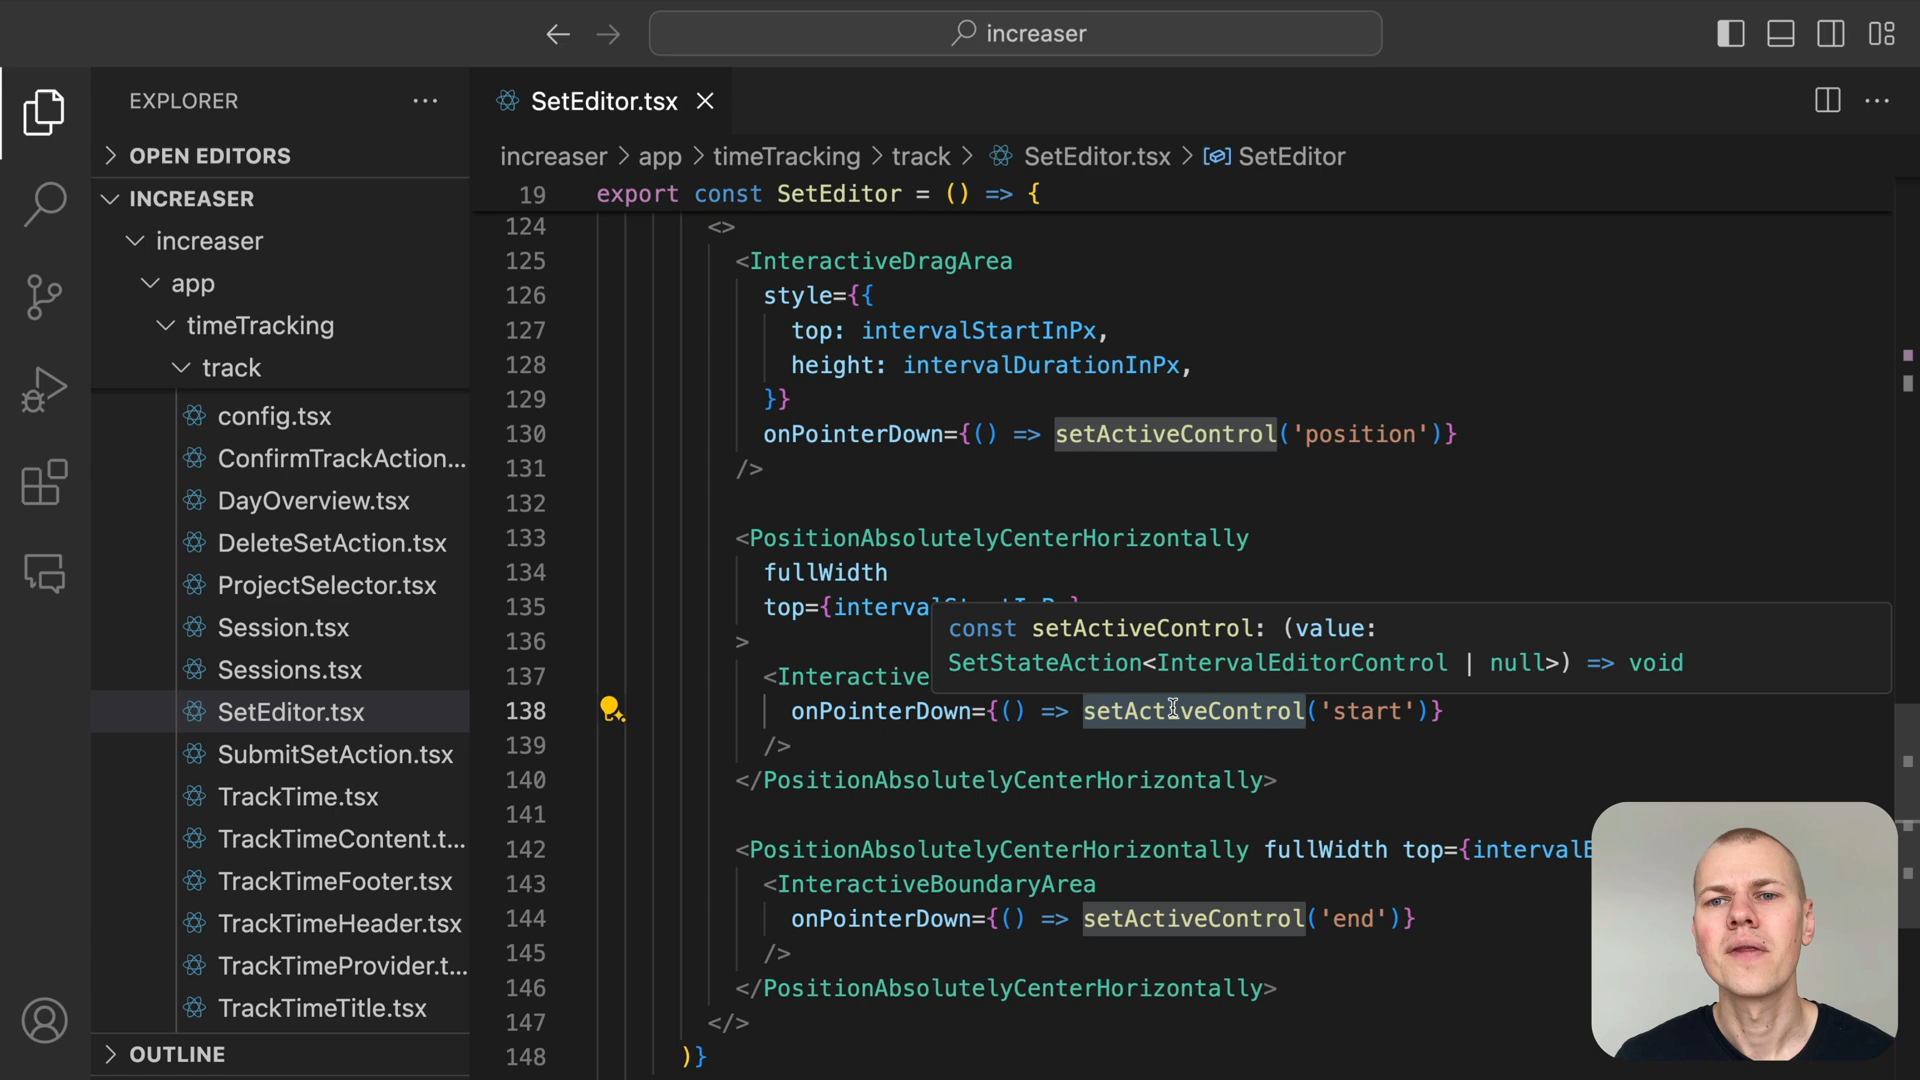 increaser
EXPLORER
OPEN EDITORS
INCREASER
increaser
app
timeTracking
track
config.tsx
ConfirmTrackAction...
DayOverview.tsx
DeleteSetAction.tsx
ProjectSelector.tsx
Session.tsx
Sessions.tsx
SetEditor.tsx
SubmitSetAction.tsx
TrackTime.tsx
TrackTimeContent.t...
TrackTimeFooter.tsx
TrackTimeHeader.tsx
TrackTimeProvider.t...
TrackTimeTitle.tsx
OUTLINE
SetEditor.tsx
increaser > app > timeTracking > track > SetEditor.tsx > SetEditor
19 export const SetEditor = () => {
124 <>
125 <InteractiveDragArea
126 style={{
127 top: intervalStartInPx,
128 height: intervalDurationInPx,
129 }}
130 onPointerDown={() => setActiveControl('position')}
131 />
132
133 <PositionAbsolutelyCenterHorizontally
134 fullWidth
135 top={interval
const setActiveControl: (value:
136 >
SetStateAction<IntervalEditorControl | null>) => void
137 <Interactive
138 onPointerDown={() => setActiveControl('start')}
139 />
140 </PositionAbsolutelyCenterHorizontally>
141
142 <PositionAbsolutelyCenterHorizontally fullWidth top={intervalE
143 <InteractiveBoundaryArea
144 onPointerDown={() => setActiveControl('end')}
145 />
146 </PositionAbsolutelyCenterHorizontally>
147 </>
148 )}